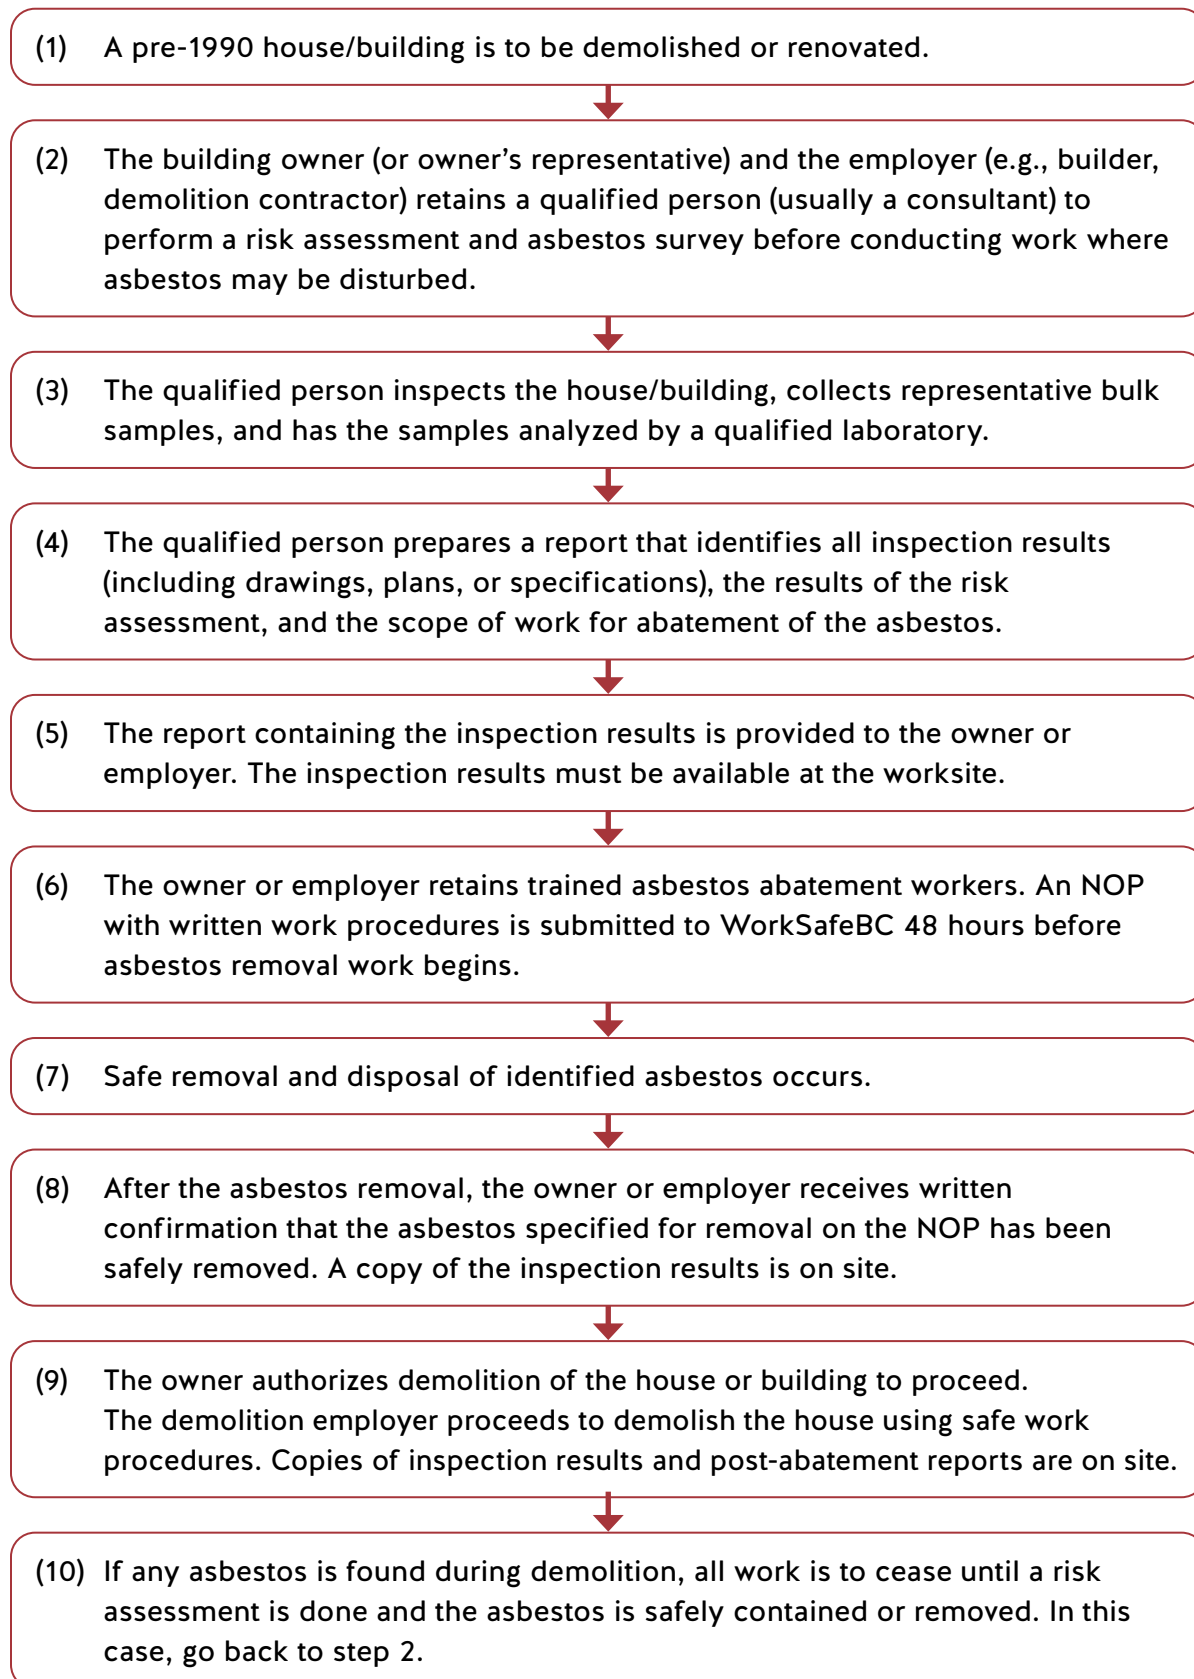 (1) A pre-1990 house/building is to be demolished or renovated.
(2) The building owner (or owner's representative) and the employer (e.g., builder,
demolition contractor) retains a qualified person (usually a consultant) to
perform a risk assessment and asbestos survey before conducting work where
asbestos may be disturbed.
(3) The qualified person inspects the house/building, collects representative bulk
samples, and has the samples analyzed by a qualified laboratory.
(4) The qualified person prepares a report that identifies all inspection results
(including drawings, plans, or specifications), the results of the risk
assessment, and the scope of work for abatement of the asbestos.
(5) The report containing the inspection results is provided to the owner or
employer. The inspection results must be available at the worksite.
(6) The owner or employer retains trained asbestos abatement workers. An NOP
with written work procedures is submitted to WorkSafeBC 48 hours before
asbestos removal work begins.
(7) Safe removal and disposal of identified asbestos occurs.
(8) After the asbestos removal, the owner or employer receives written
confirmation that the asbestos specified for removal on the NOP has been
safely removed. A copy of the inspection results is on site.
(9) The owner authorizes demolition of the house or building to proceed.
The demolition employer proceeds to demolish the house using safe work
procedures. Copies of inspection results and post-abatement reports are on site.
(10) If any asbestos is found during demolition, all work is to cease until a risk
assessment is done and the asbestos is safely contained or removed. In this
case, go back to step 2.